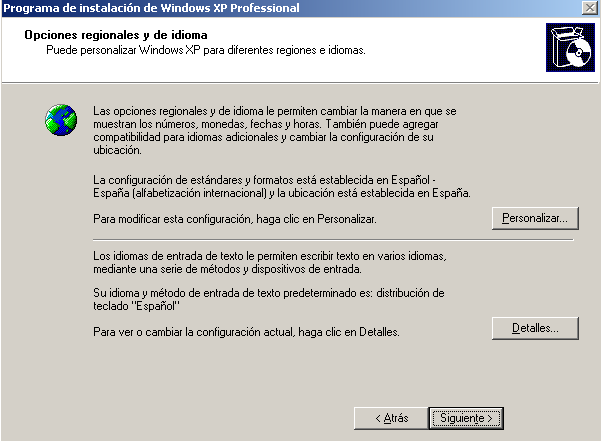 Programa de instalación de Windows XP Professional
Opciones regionales y de idioma
Puede personalizar Windows XP para diferentes regiones e idiomas.
Las opciones regionales y de idioma le permiten cambiar la manera en que se
muestran los números, monedas, fechas y horas. También puede agregar
compatibilidad para idiomas adicionales y cambiar la configuración de su
ubicación.
La configuración de estándares y formatos está establecida en Español -
España (alfabetización internacional) y la ubicación está establecida en España.
Para modificar esta configuración, haga clic en Personalizar.
Personalizar...
Los idiomas de entrada de texto le permiten escribir texto en varios idiomas,
mediante una serie de métodos y dispositivos de entrada.
Su idioma y método de entrada de texto predeterminado es: distribución de
teclado "Español"
Para ver o cambiar la configuración actual, haga clic en Detalles.
Detalles...
< Atrás
Siguiente >